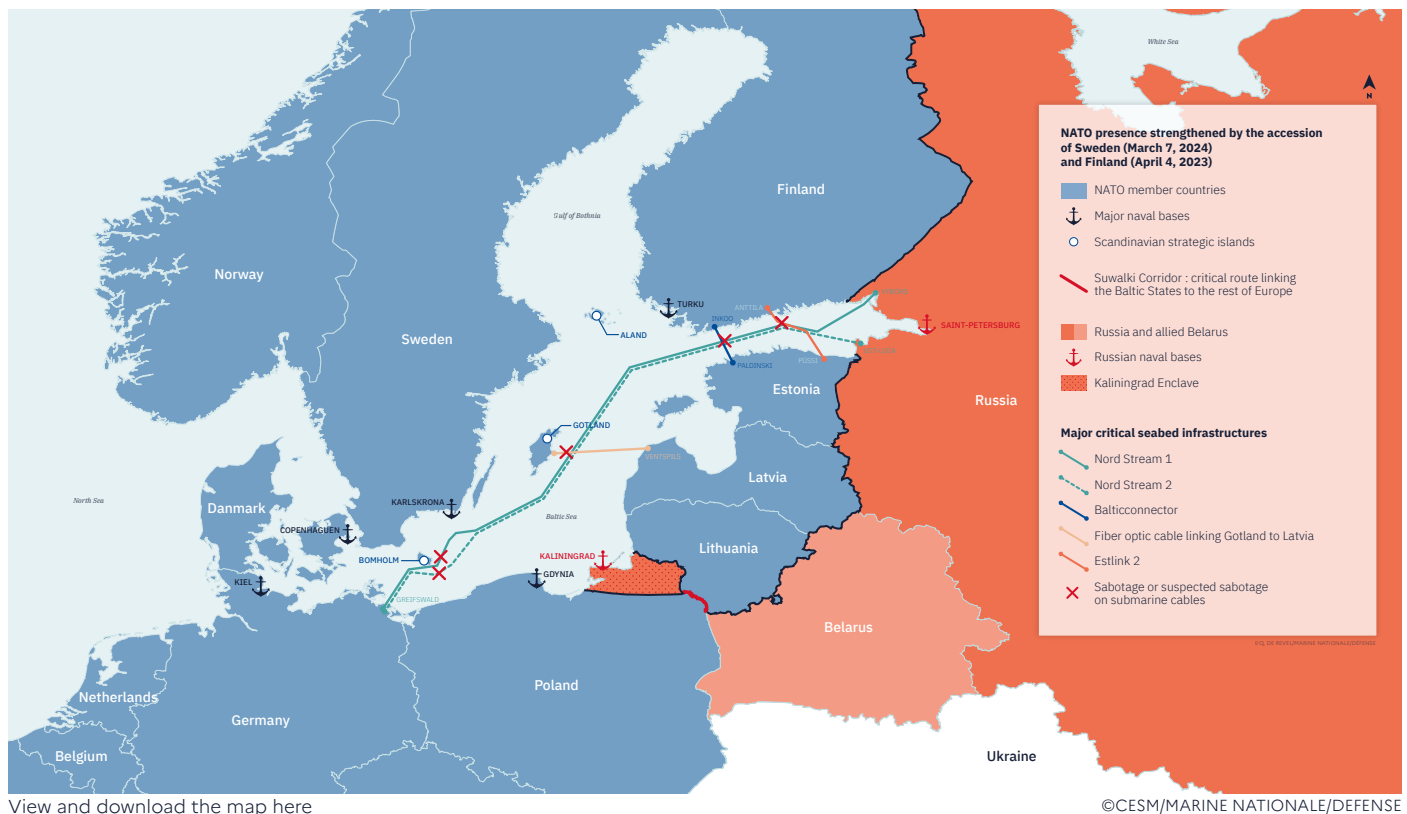 White Sea
N
NATO presence strengthened by the accession
of Sweden (March 7, 2024)
and Finland (April 4, 2023)
NATO member countries
Major naval bases
Scandinavian strategic islands
Suwalki Corridor : critical route linking
the Baltic States to the rest of Europe
Russia and allied Belarus
Russian naval bases
Kaliningrad Enclave
Major critical seabed infrastructures
Nord Stream 1
Nord Stream 2
Balticconnector
Fiber optic cable linking Gotland to Latvia
Estlink 2
Sabotage or suspected sabotage
on submarine cables
Finland
Gulf of Bothnia
Norway
TURKU
ANTTILA
INKOO
SAINT-PETERSBURG
ALAND
Sweden
PÜSSI
PALDINSKI
Estonia
Russia
GOTLAND
VENTSPILS
Latvia
North Sea
Danmark
KARLSKRONA
Baltic Sea
COPENHAGUEN
Lithuania
BOMHOLM
KALININGRAD
KIEL
GDYNIA
GREIFSWALD
Belarus
Netherlands
Poland
Germany
Belgium
Ukraine
View and download the map here
©CESM/MARINE NATIONALE/DEFENSE